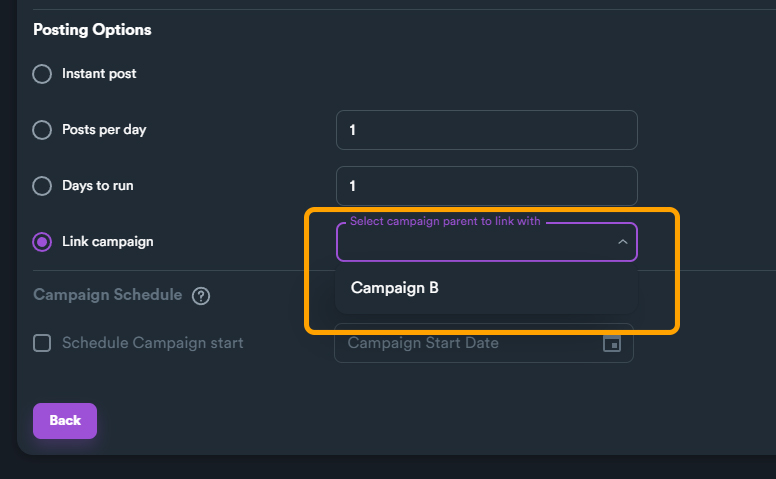 Posting Options
Instant post
Posts per day
1
Days to run
1
Link campaign
Select campaign parent to link with
Campaign B
Campaign Schedule ?
Schedule Campaign start
Campaign Start Date
Back